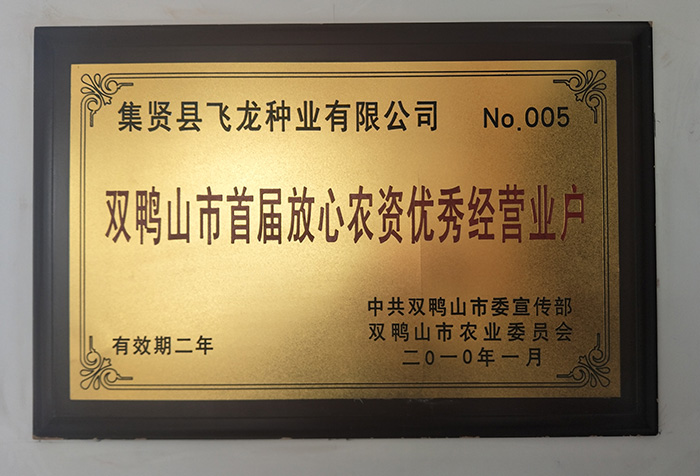 集贤县飞龙种业有限公司 No.005
双鸭山市首届放心农资优秀经营业户
中共双鸭山市委宣传部
双鸭山市农业委员会
有效期二年
二0一0年一月